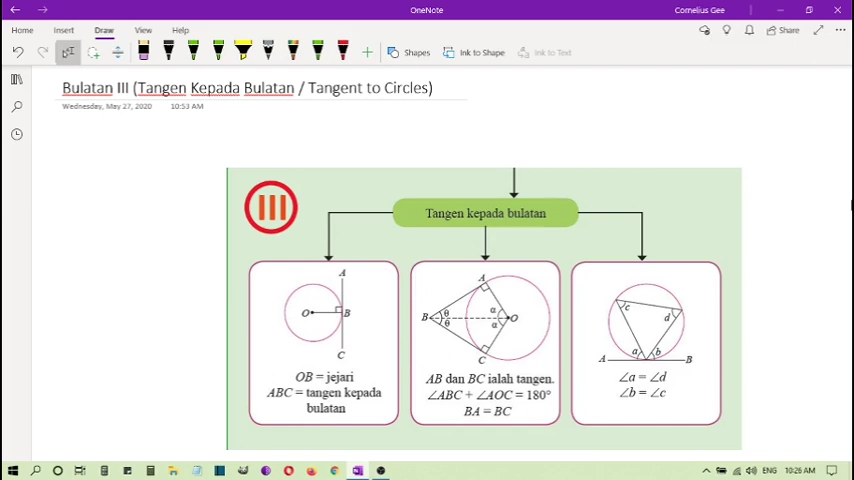 OneNote
Cornelius Gee
Home
Insert
Draw
View
Help
Share
Shapes
Ink to Shape
Ink to Text
Bulatan III (Tangen Kepada Bulatan / Tangent to Circles)
Wednesday, May 27, 2020 10:53 AM
III
Tangen kepada bulatan
A
O
B
C
OB = jejari
ABC = tangen kepada
bulatan
A
B
θ
θ
α
α
O
C
AB dan BC ialah tangen.
∠ABC + ∠AOC = 180°
BA = BC
c
d
a
b
A
B
∠a = ∠d
∠b = ∠c
ENG
10:26 AM